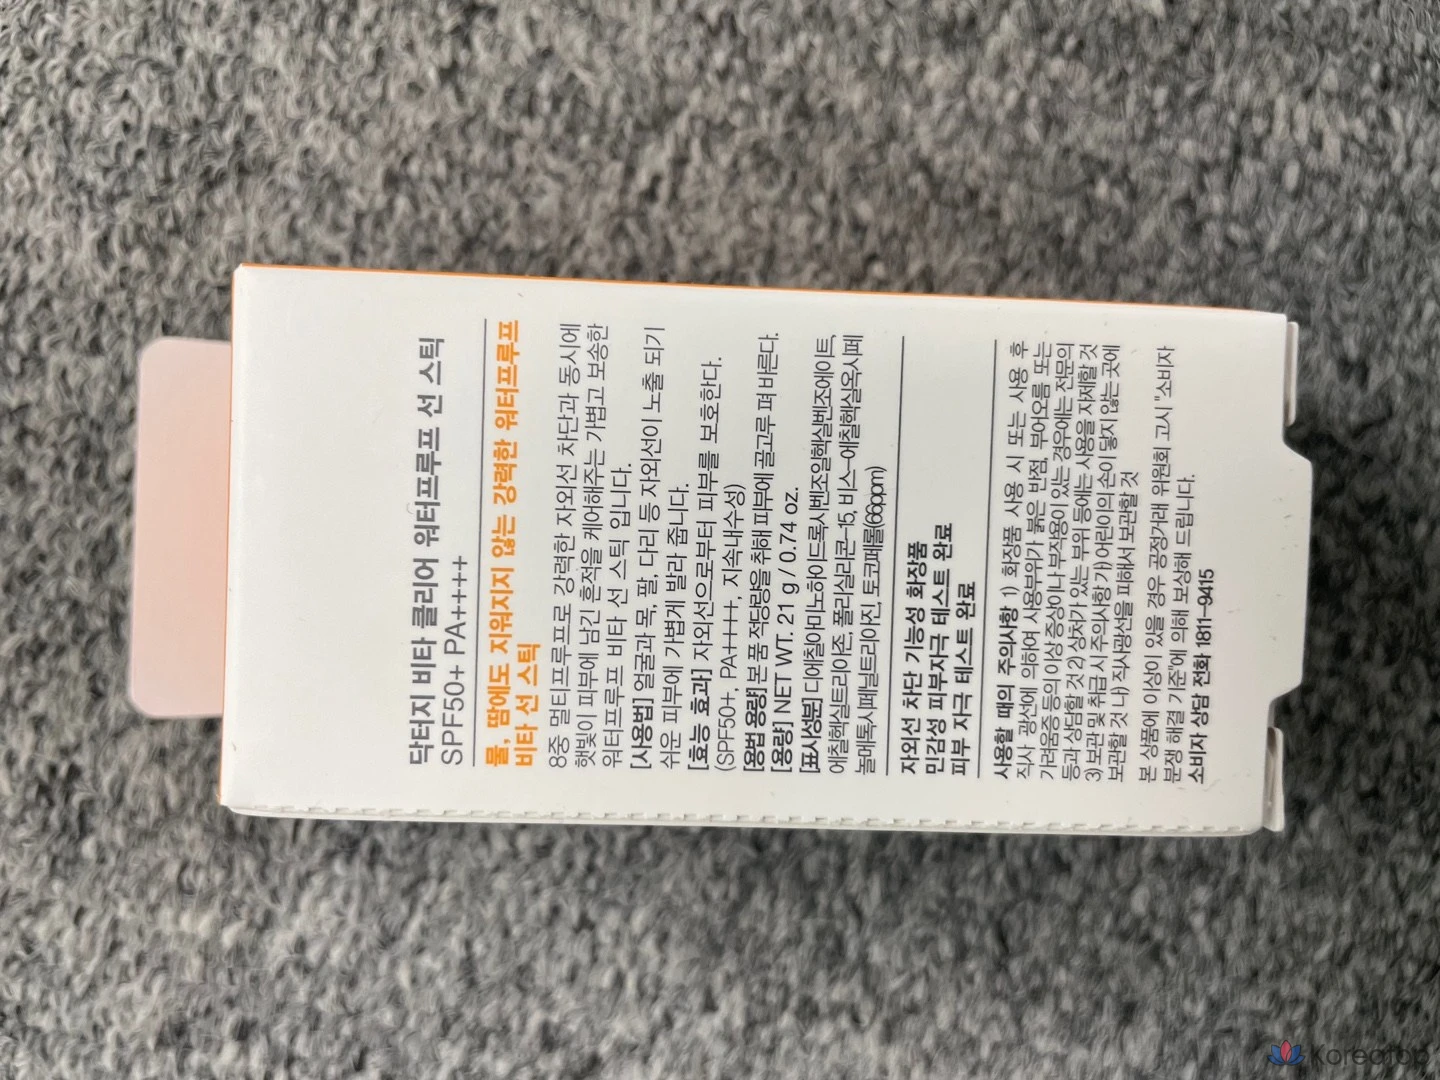 닥터지 비타 클리어 워터프루프 선 스틱
SPF50+ PA++++
물, 땀에도 지워지지 않는 강력한 워터프루프
비타 선 스틱
8중 멀티프루프로 강력한 자외선 차단과 동시에
햇빛이 피부에 남긴 흔적을 케어해주는 가볍고 보송한
워터프루프 비타 선 스틱 입니다.
[사용법] 얼굴과 목, 팔, 다리 등 자외선이 노출 되기
쉬운 피부에 가볍게 발라 줍니다.
[효능 효과] 자외선으로부터 피부를 보호한다.
(SPF50+, PA++++, 지속내수성)
[용법 용량] 본 품 적당량을 취해 피부에 골고루 펴 바른다.
[용량] NET WT. 21 g / 0.74 oz.
[표시성분] 디에칠아미노하이드록시벤조일헥실벤조에이트,
에칠헥실트리아존, 폴리실리콘-15, 비스-에칠헥실옥시페
놀메톡시페닐트리아진, 토코페롤(66ppm)
자외선 차단 기능성 화장품
민감성 피부자극 테스트 완료
피부 자극 테스트 완료
사용할 때의 주의사항 1) 화장품 사용 시 또는 사용 후
직사 광선에 의하여 사용부위가 붉은 반점, 부어오름 또는
가려움증 등의 이상 증상이나 부작용이 있는 경우에는 전문의
등과 상담할 것 2) 상처가 있는 부위 등에는 사용을 자제할 것
3) 보관 및 취급 시 주의사항 가) 어린이의 손이 닿지 않는 곳에
보관할 것 나) 직사광선을 피해서 보관할 것
본 상품에 이상이 있을 경우 공정거래 위원회 고시 "소비자
분쟁 해결 기준"에 의해 보상해 드립니다.
소비자 상담 전화 1811-9415
KoreaTop